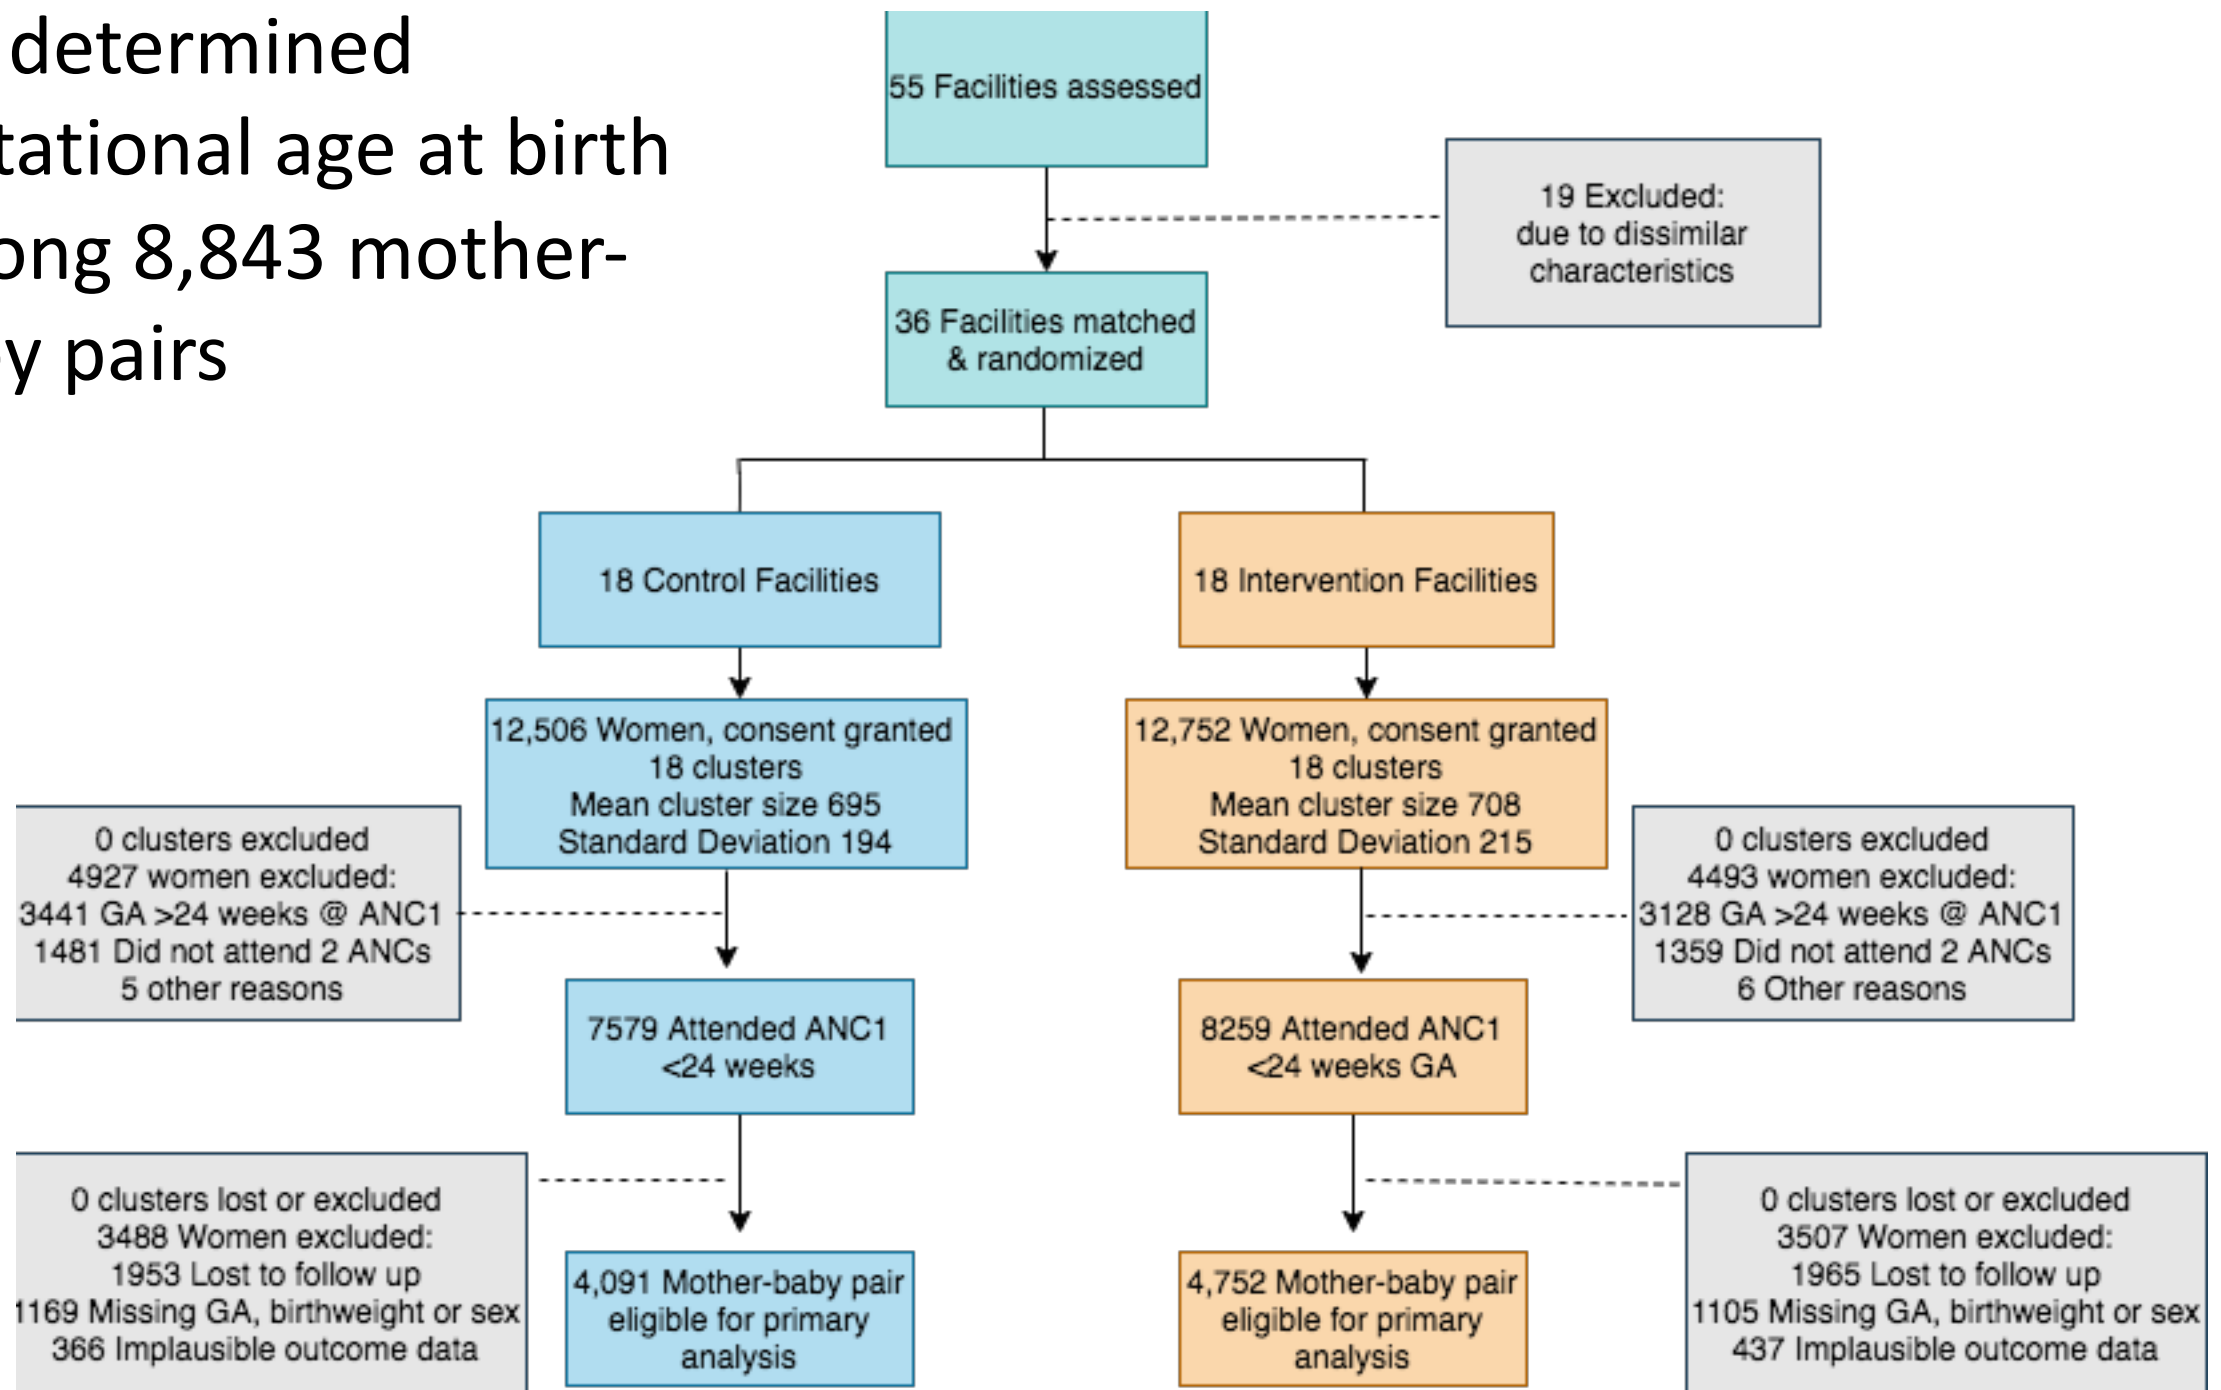 determined
tational age at birth
ong 8,843 mother-
y pairs
55 Facilities assessed
19 Excluded:
due to dissimilar
characteristics
36 Facilities matched
& randomized
18 Control Facilities
18 Intervention Facilities
12,506 Women, consent granted
18 clusters
Mean cluster size 695
Standard Deviation 194
12,752 Women, consent granted
18 clusters
Mean cluster size 708
Standard Deviation 215
0 clusters excluded
4927 women excluded:
3441 GA >24 weeks @ ANC1
1481 Did not attend 2 ANCs
5 other reasons
0 clusters excluded
4493 women excluded:
3128 GA >24 weeks @ ANC1
1359 Did not attend 2 ANCs
6 Other reasons
7579 Attended ANC1
<24 weeks
8259 Attended ANC1
<24 weeks GA
0 clusters lost or excluded
3488 Women excluded:
1953 Lost to follow up
1169 Missing GA, birthweight or sex
366 Implausible outcome data
0 clusters lost or excluded
3507 Women excluded:
1965 Lost to follow up
1105 Missing GA, birthweight or sex
437 Implausible outcome data
4,091 Mother-baby pair
eligible for primary
analysis
4,752 Mother-baby pair
eligible for primary
analysis